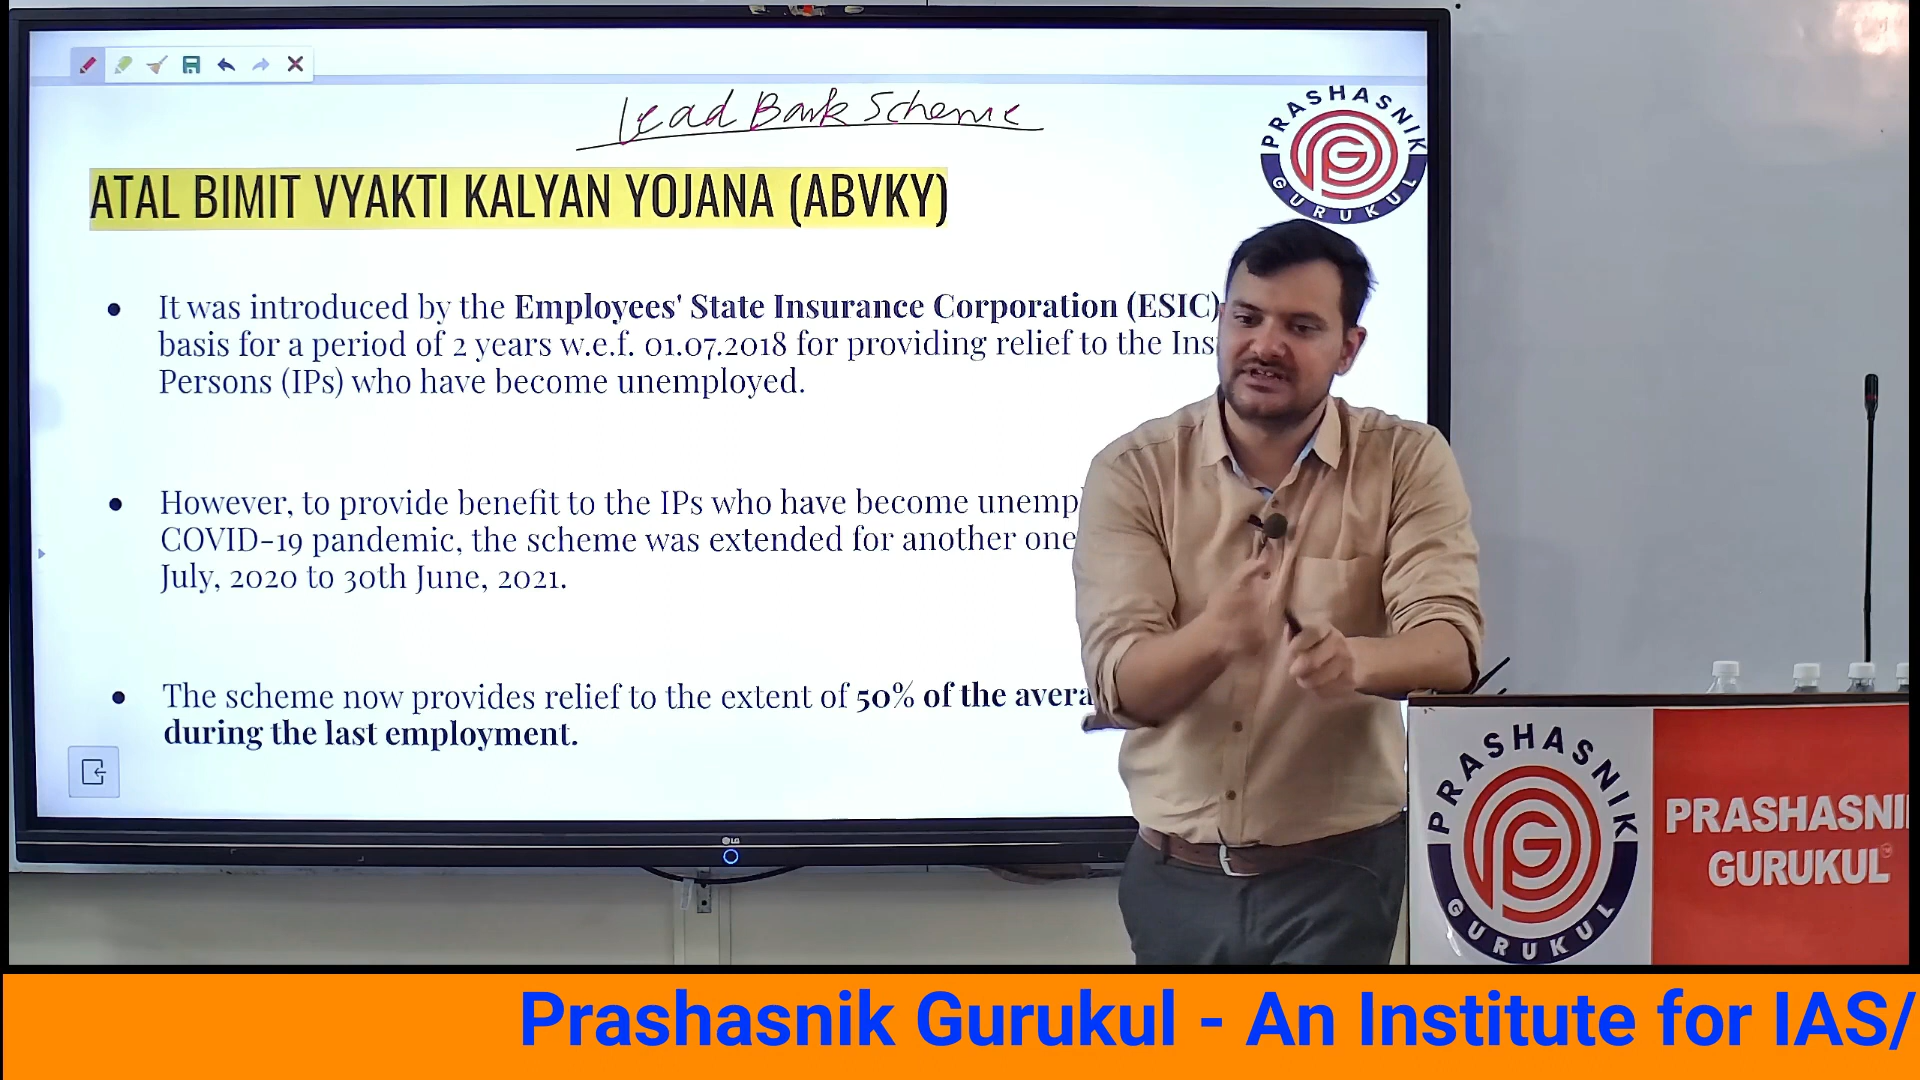 Lead Bank Scheme
PRASHASNIK
GURUKUL
ATAL BIMIT VYAKTI KALYAN YOJANA (ABVKY)
It was introduced by the Employees' State Insurance Corporation (ESIC)
basis for a period of 2 years w.e.f. 01.07.2018 for providing relief to the Ins
Persons (IPs) who have become unemployed.
However, to provide benefit to the IPs who have become unemp
COVID-19 pandemic, the scheme was extended for another one
July, 2020 to 30th June, 2021.
The scheme now provides relief to the extent of 50% of the avera
during the last employment.
LG
PRASHASNIK
GURUKUL
PRASHASNI
GURUKUL
Prashasnik Gurukul - An Institute for IAS/